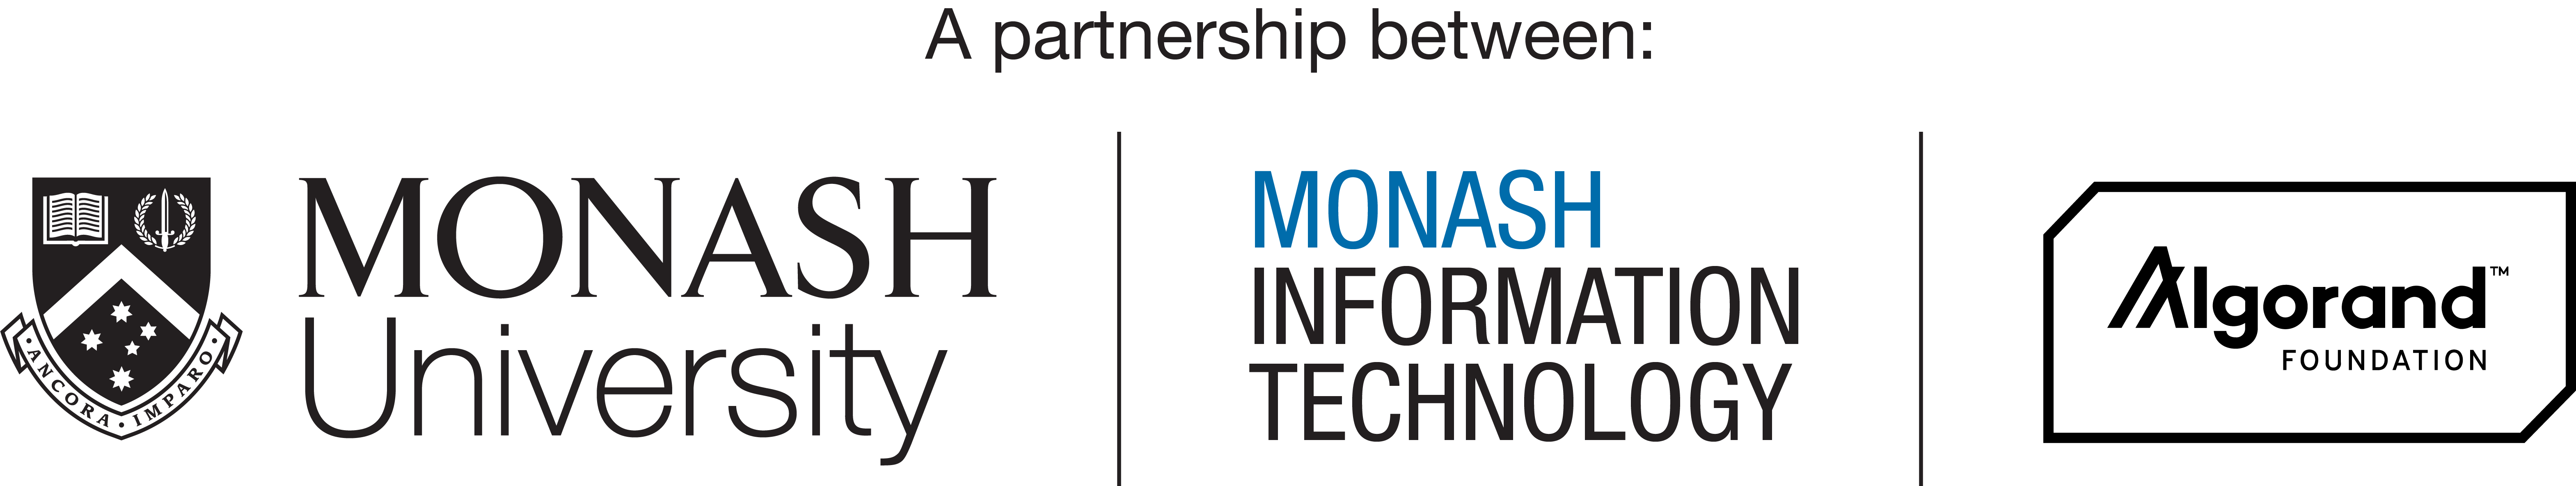 A partnership between:
MONASH
University
ANCORA · IMPARO
MONASH
INFORMATION
TECHNOLOGY
Algorand™
FOUNDATION